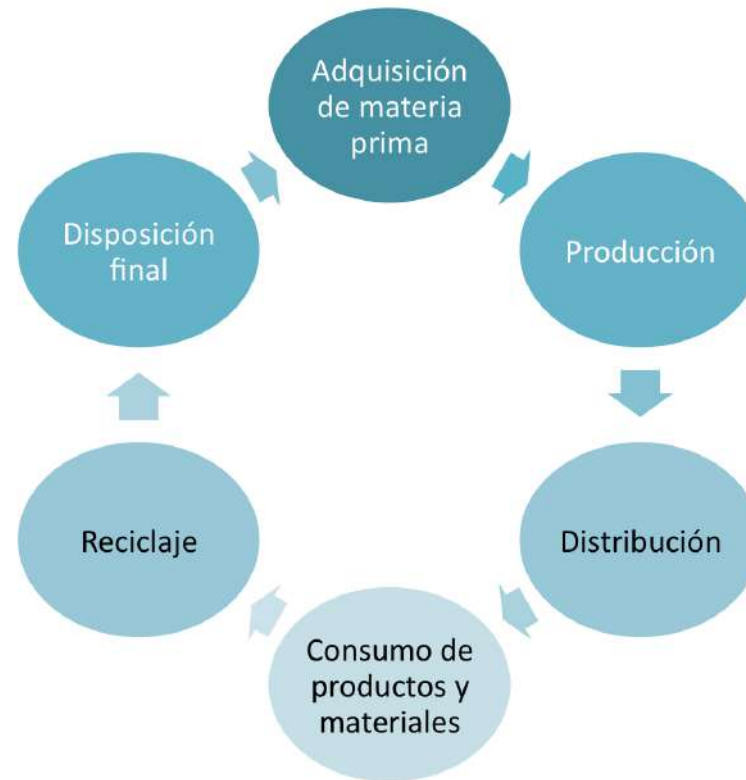 Adquisición
de materia
prima
Producción
Distribución
Consumo de
productos y
materiales
Reciclaje
Disposición
final